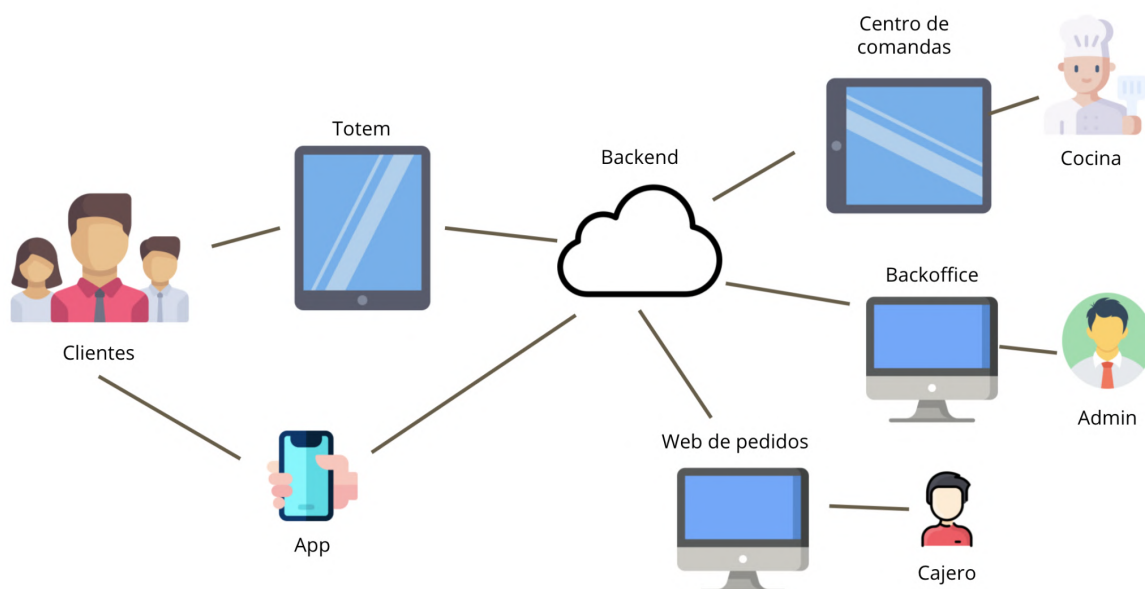 Centro de
comandas
Totem
Backend
Cocina
Backoffice
Clientes
Admin
Web de pedidos
App
Cajero